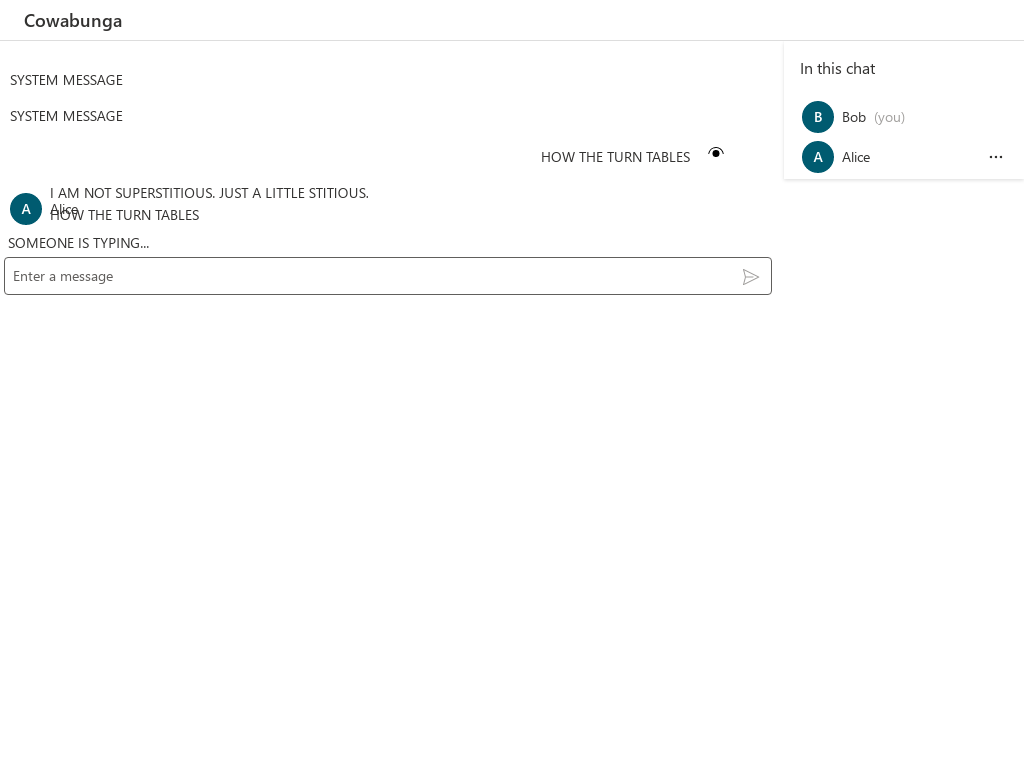 Cowabunga
SYSTEM MESSAGE
SYSTEM MESSAGE
HOW THE TURN TABLES
A
I AM NOT SUPERSTITIOUS. JUST A LITTLE STITIOUS.
Alice
HOW THE TURN TABLES
SOMEONE IS TYPING...
Enter a message
In this chat
B Bob (you)
A Alice